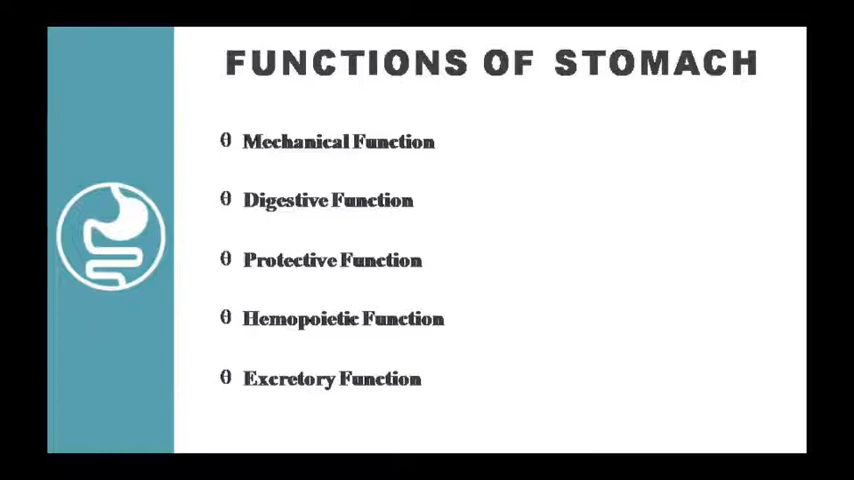 FUNCTIONS OF STOMACH
θ Mechanical Function
θ Digestive Function
θ Protective Function
θ Hemopoietic Function
θ Excretory Function